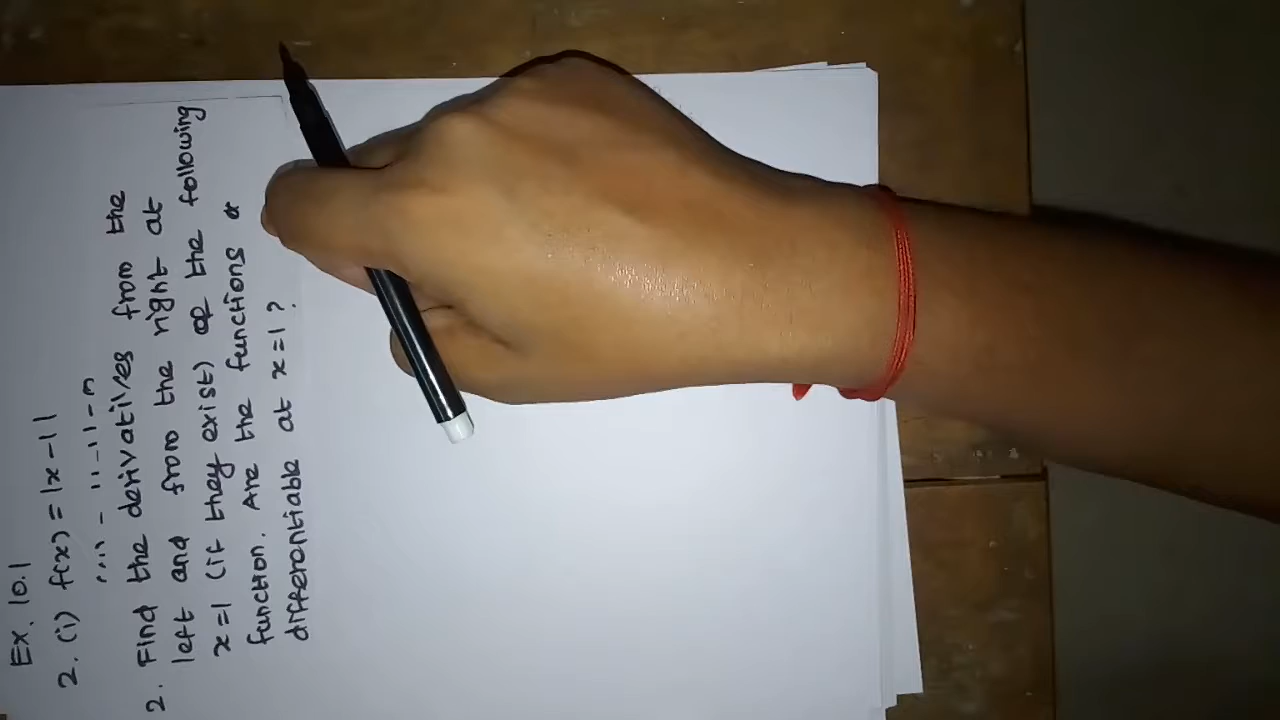 Ex. 10.1
2. (i) f(x) = |x-1|
2. Find the derivatives from the
left and from the right at
x=1 (if they exist) of the following
function. Are the functions
differentiable at x=1?